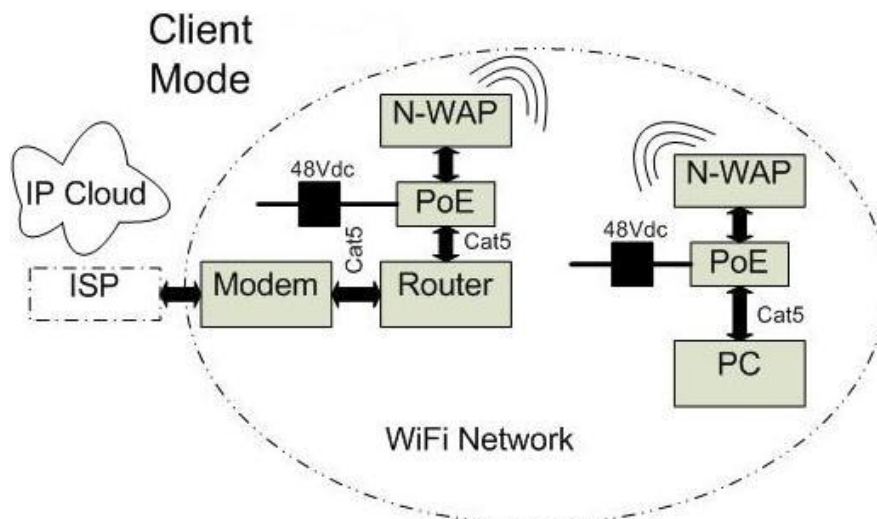 Client
Mode
N-WAP
48Vdc
PoE
Cat5
Cat5
IP Cloud
ISP
Modem
Router
N-WAP
48Vdc
PoE
Cat5
PC
WiFi Network